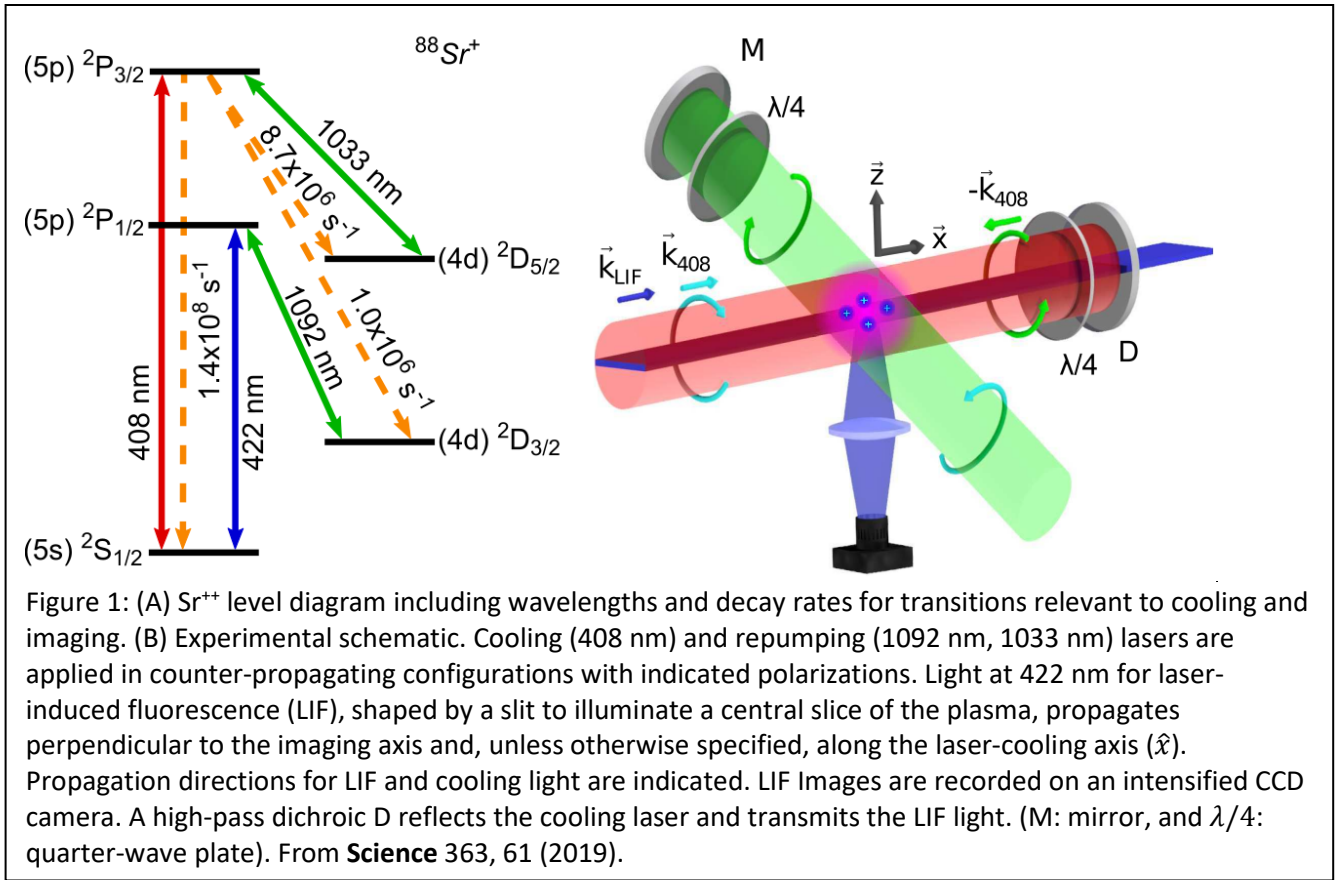 ⁸⁸Sr⁺
(5p) ²P₃/₂
(5p) ²P₁/₂
(5s) ²S₁/₂
(4d) ²D₅/₂
(4d) ²D₃/₂
408 nm
1.4x10⁸ s⁻¹
422 nm
8.7x10⁶ s⁻¹
1.0x10⁶ s⁻¹
1033 nm
1092 nm
M
λ/4
z⃗
x⃗
k⃗LIF
k⃗408
-k⃗408
λ/4
D
Figure 1: (A) Sr⁺⁺ level diagram including wavelengths and decay rates for transitions relevant to cooling and
imaging. (B) Experimental schematic. Cooling (408 nm) and repumping (1092 nm, 1033 nm) lasers are
applied in counter-propagating configurations with indicated polarizations. Light at 422 nm for laser-
induced fluorescence (LIF), shaped by a slit to illuminate a central slice of the plasma, propagates
perpendicular to the imaging axis and, unless otherwise specified, along the laser-cooling axis (x̂).
Propagation directions for LIF and cooling light are indicated. LIF Images are recorded on an intensified CCD
camera. A high-pass dichroic D reflects the cooling laser and transmits the LIF light. (M: mirror, and λ/4:
quarter-wave plate). From Science 363, 61 (2019).